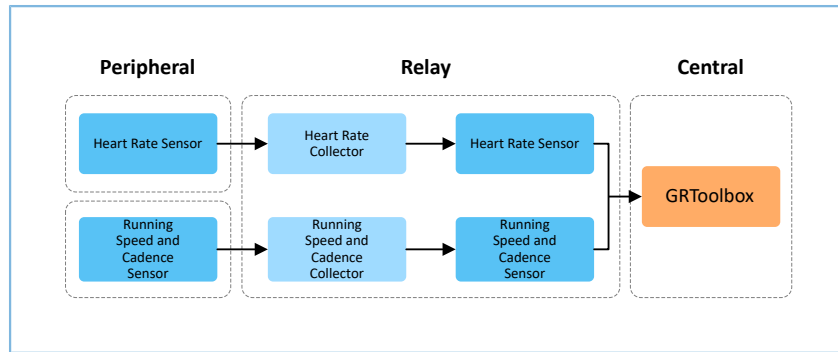 Peripheral
Relay
Central
Heart Rate Sensor
Heart Rate
Collector
Heart Rate Sensor
GRToolbox
Running
Speed and
Cadence
Sensor
Running
Speed and
Cadence
Collector
Running
Speed and
Cadence
Sensor